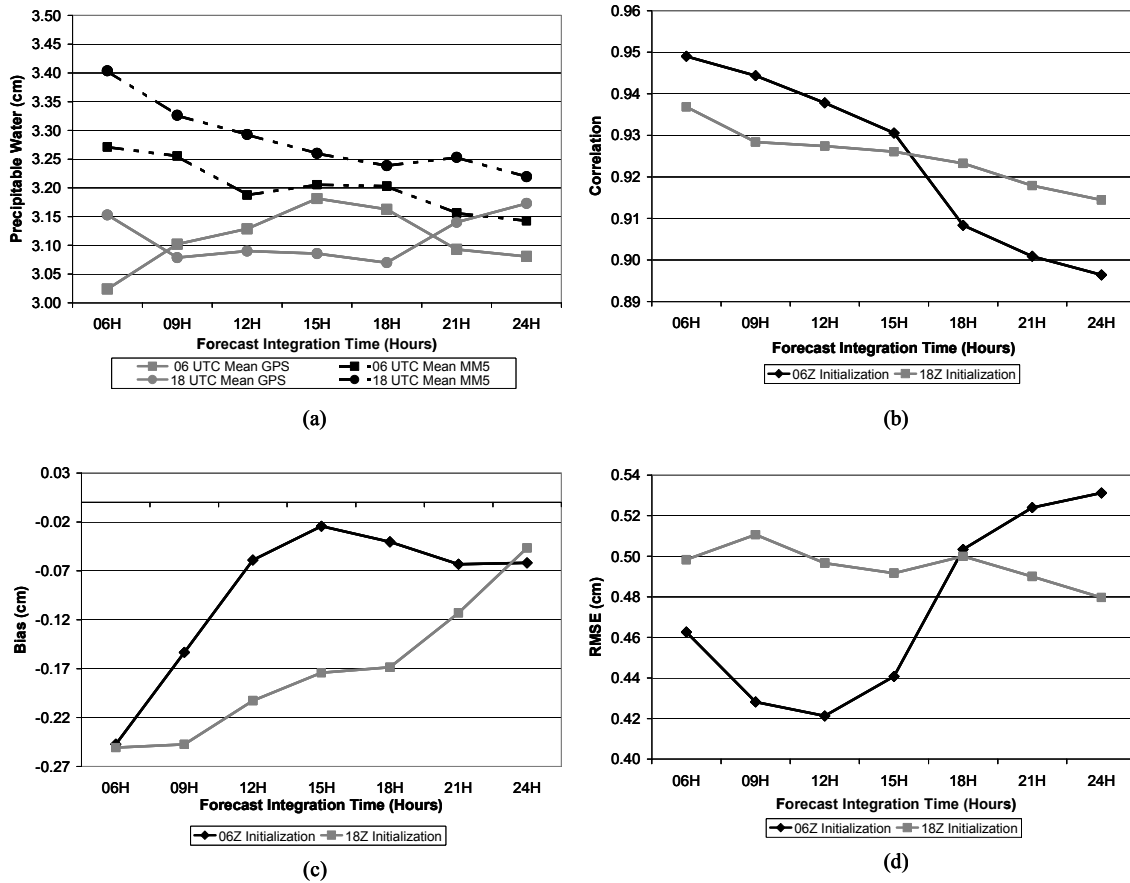 3.50
3.45
3.40
3.35
3.30
3.25
3.20
3.15
3.10
3.05
3.00
Precipitable Water (cm)
06H 09H 12H 15H 18H 21H 24H
Forecast Integration Time (Hours)
06 UTC Mean GPS 06 UTC Mean MM5
18 UTC Mean GPS 18 UTC Mean MM5
(a)
0.96
0.95
0.94
0.93
0.92
0.91
0.90
0.89
Correlation
06H 09H 12H 15H 18H 21H 24H
Forecast Integration Time (Hours)
06Z Initialization 18Z Initialization
(b)
0.03
-0.02
-0.07
-0.12
-0.17
-0.22
-0.27
Bias (cm)
06H 09H 12H 15H 18H 21H 24H
Forecast Integration Time (Hours)
06Z Initialization 18Z Initialization
(c)
0.54
0.52
0.50
0.48
0.46
0.44
0.42
0.40
RMSE (cm)
06H 09H 12H 15H 18H 21H 24H
Forecast Integration Time (Hours)
06Z Initialization 18Z Initialization
(d)